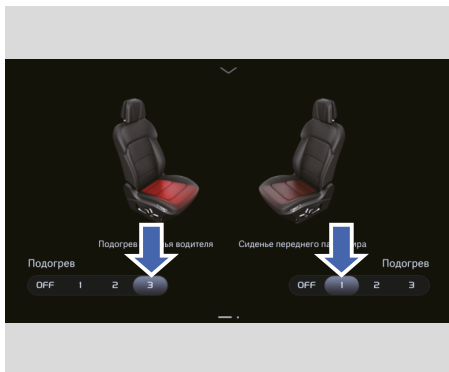 Подогрев водителя
Сиденье переднего
Подогрев
Подогрев
OFF 1 2 3
OFF 1 2 3